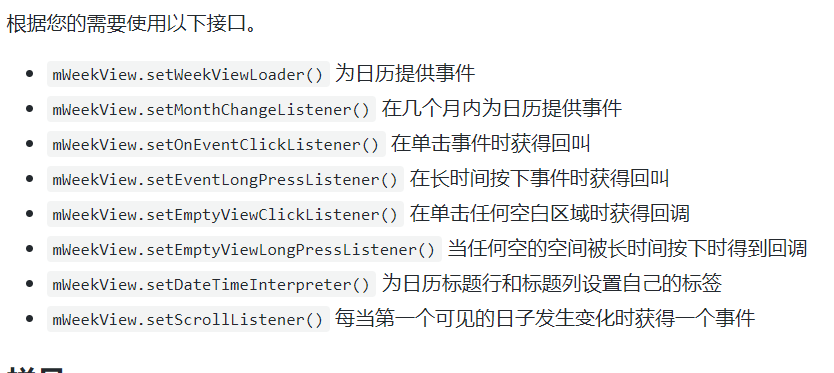 根据您的需要使用以下接口。
mWeekView.setWeekViewLoader() 为日历提供事件
mWeekView.setMonthChangeListener() 在几个月内为日历提供事件
mWeekView.setOnEventClickListener() 在单击事件时获得回叫
mWeekView.setEventLongPressListener() 在长时间按下事件时获得回叫
mWeekView.setEmptyViewClickListener() 在单击任何空白区域时获得回调
mWeekView.setEmptyViewLongPressListener() 当任何空的空间被长时间按下时得到回调
mWeekView.setDateTimeInterpreter() 为日历标题行和标题列设置自己的标签
mWeekView.setScrollListener() 每当第一个可见的日子发生变化时获得一个事件